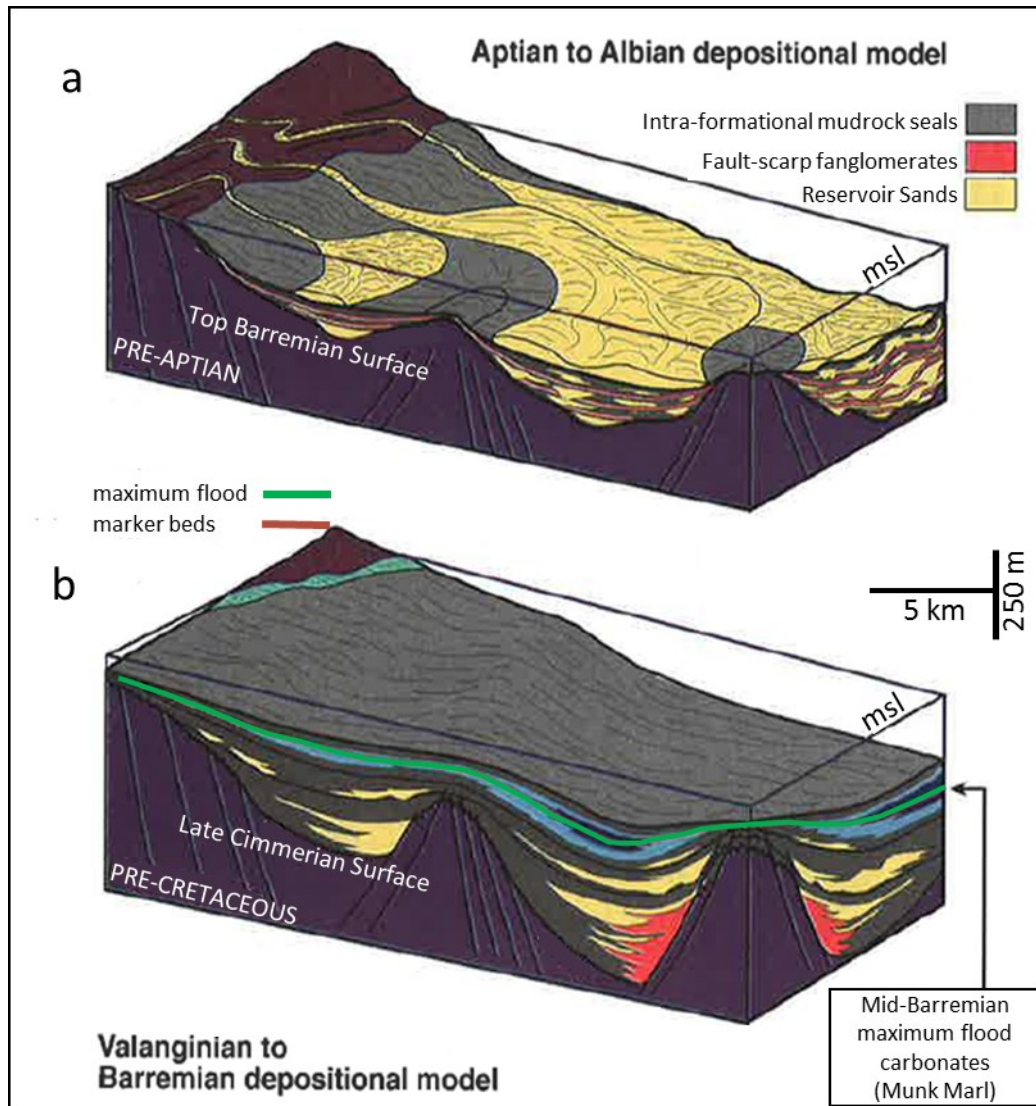 a
Aptian to Albian depositional model
Intra-formational mudrock seals
Fault-scarp fanglomerates
Reservoir Sands
msl
Top Barremian Surface
PRE-APTIAN
maximum flood
marker beds
b
5 km
250 m
msl
Late Cimmerian Surface
PRE-CRETACEOUS
Mid-Barremian
maximum flood
carbonates
(Munk Marl)
Valanginian to
Barremian depositional model